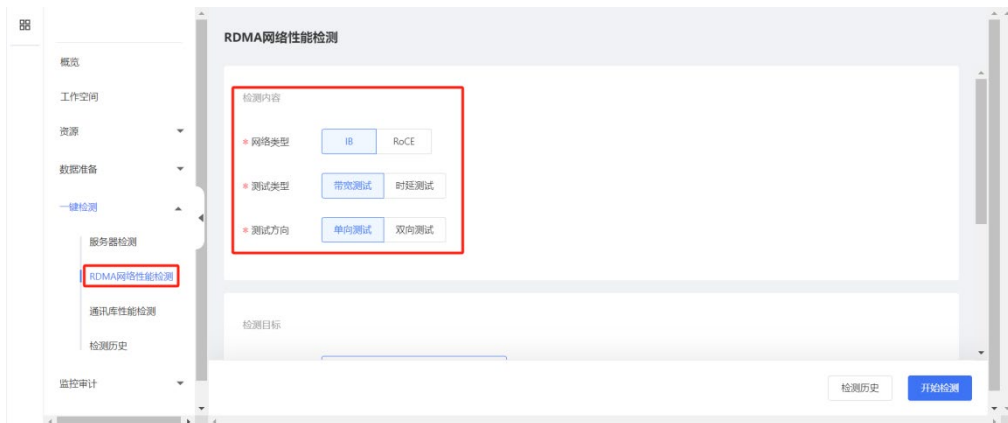 概览
工作空间
资源
数据准备
一键检测
服务器检测
RDMA网络性能检测
通讯库性能检测
检测历史
监控审计
RDMA网络性能检测
检测内容
* 网络类型 IB RoCE
* 测试类型 带宽测试 时延测试
* 测试方向 单向测试 双向测试
检测目标
检测历史 开始检测